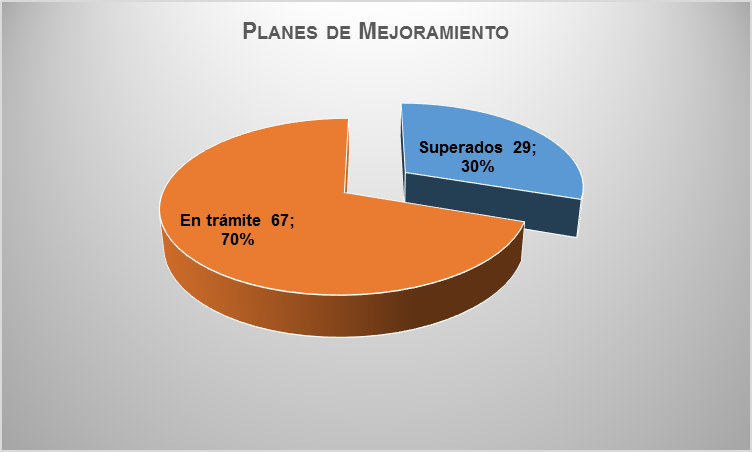 PLANES DE MEJORAMIENTO
Superados 29;
30%
En trámite 67;
70%